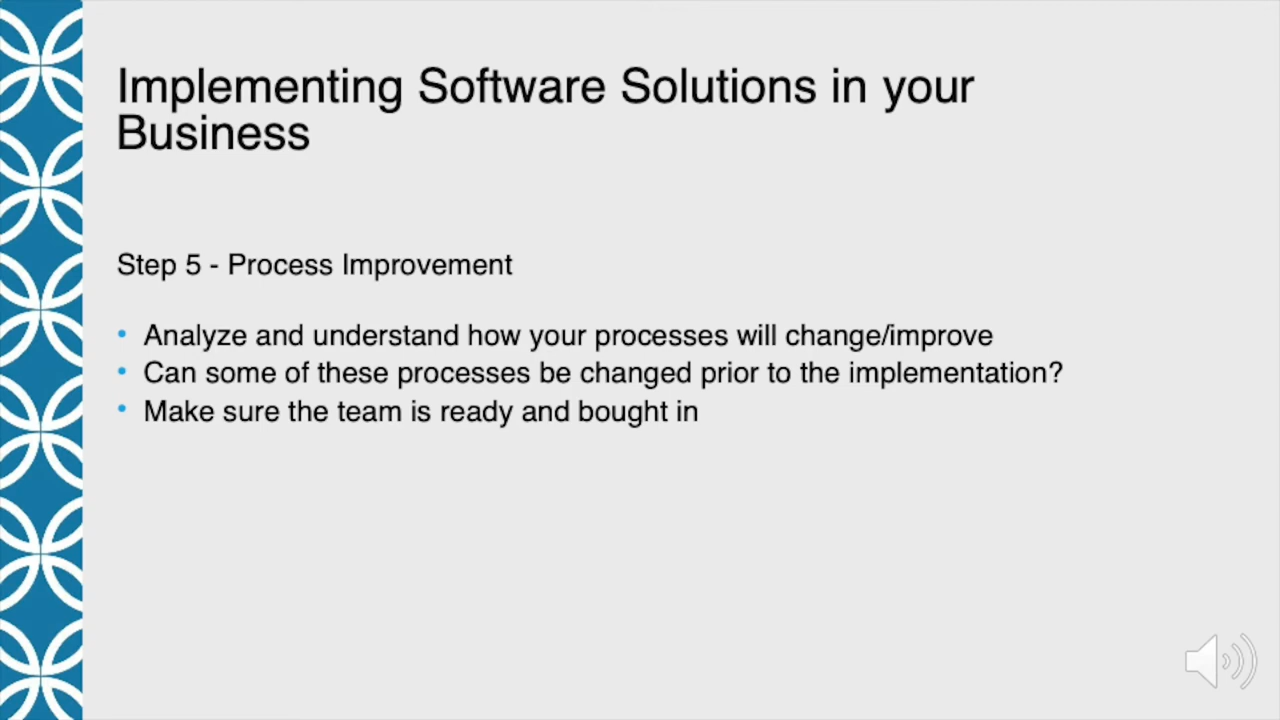 Implementing Software Solutions in your
Business
Step 5 - Process Improvement
• Analyze and understand how your processes will change/improve
• Can some of these processes be changed prior to the implementation?
• Make sure the team is ready and bought in